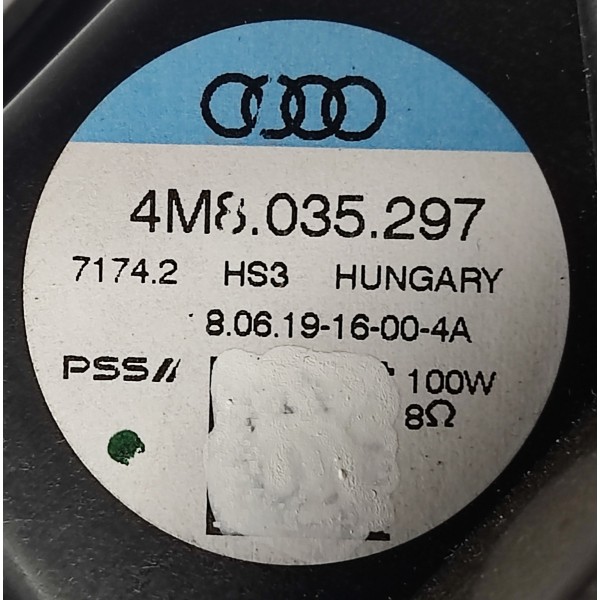 4M8.035.297
7174.2 HS3 HUNGARY
8.06.19-16-00-4A
PSS// 100W
8Ω